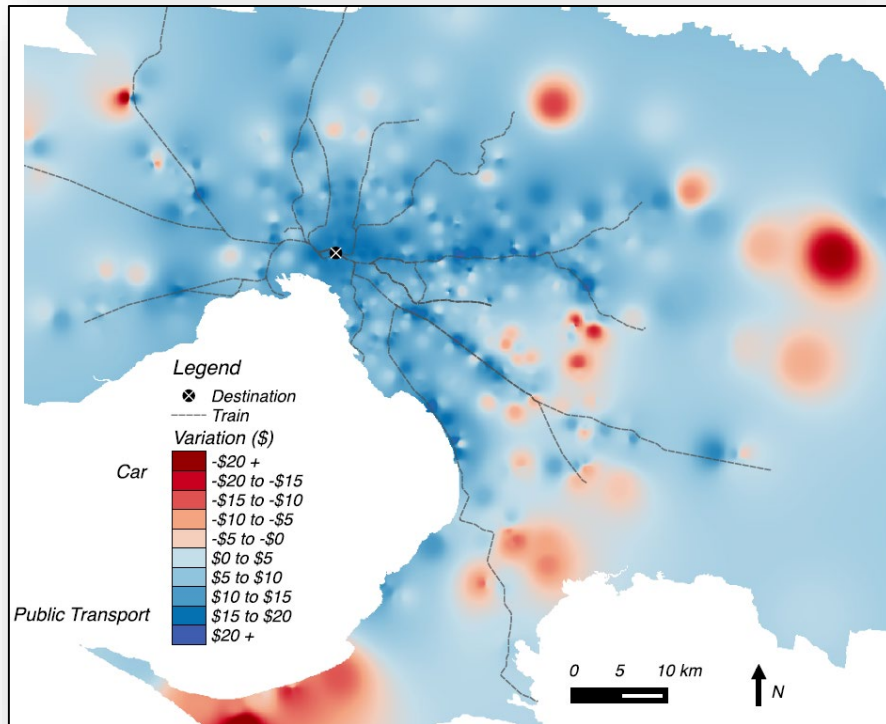 Legend
Destination
Train
Variation ($)
Car
-$20 +
-$20 to -$15
-$15 to -$10
-$10 to -$5
-$5 to -$0
$0 to $5
$5 to $10
$10 to $15
Public Transport
$15 to $20
$20 +
0 5 10 km
N